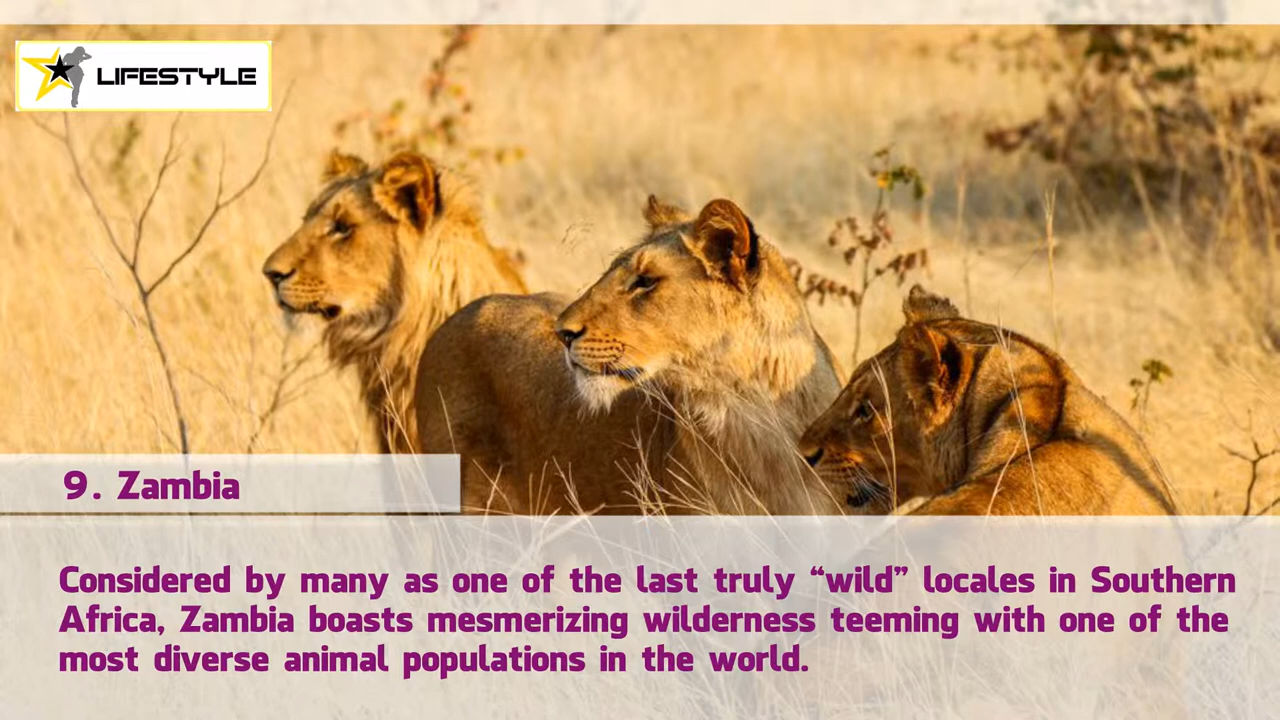 LIFESTYLE
9. Zambia
Considered by many as one of the last truly “wild” locales in Southern
Africa, Zambia boasts mesmerizing wilderness teeming with one of the
most diverse animal populations in the world.